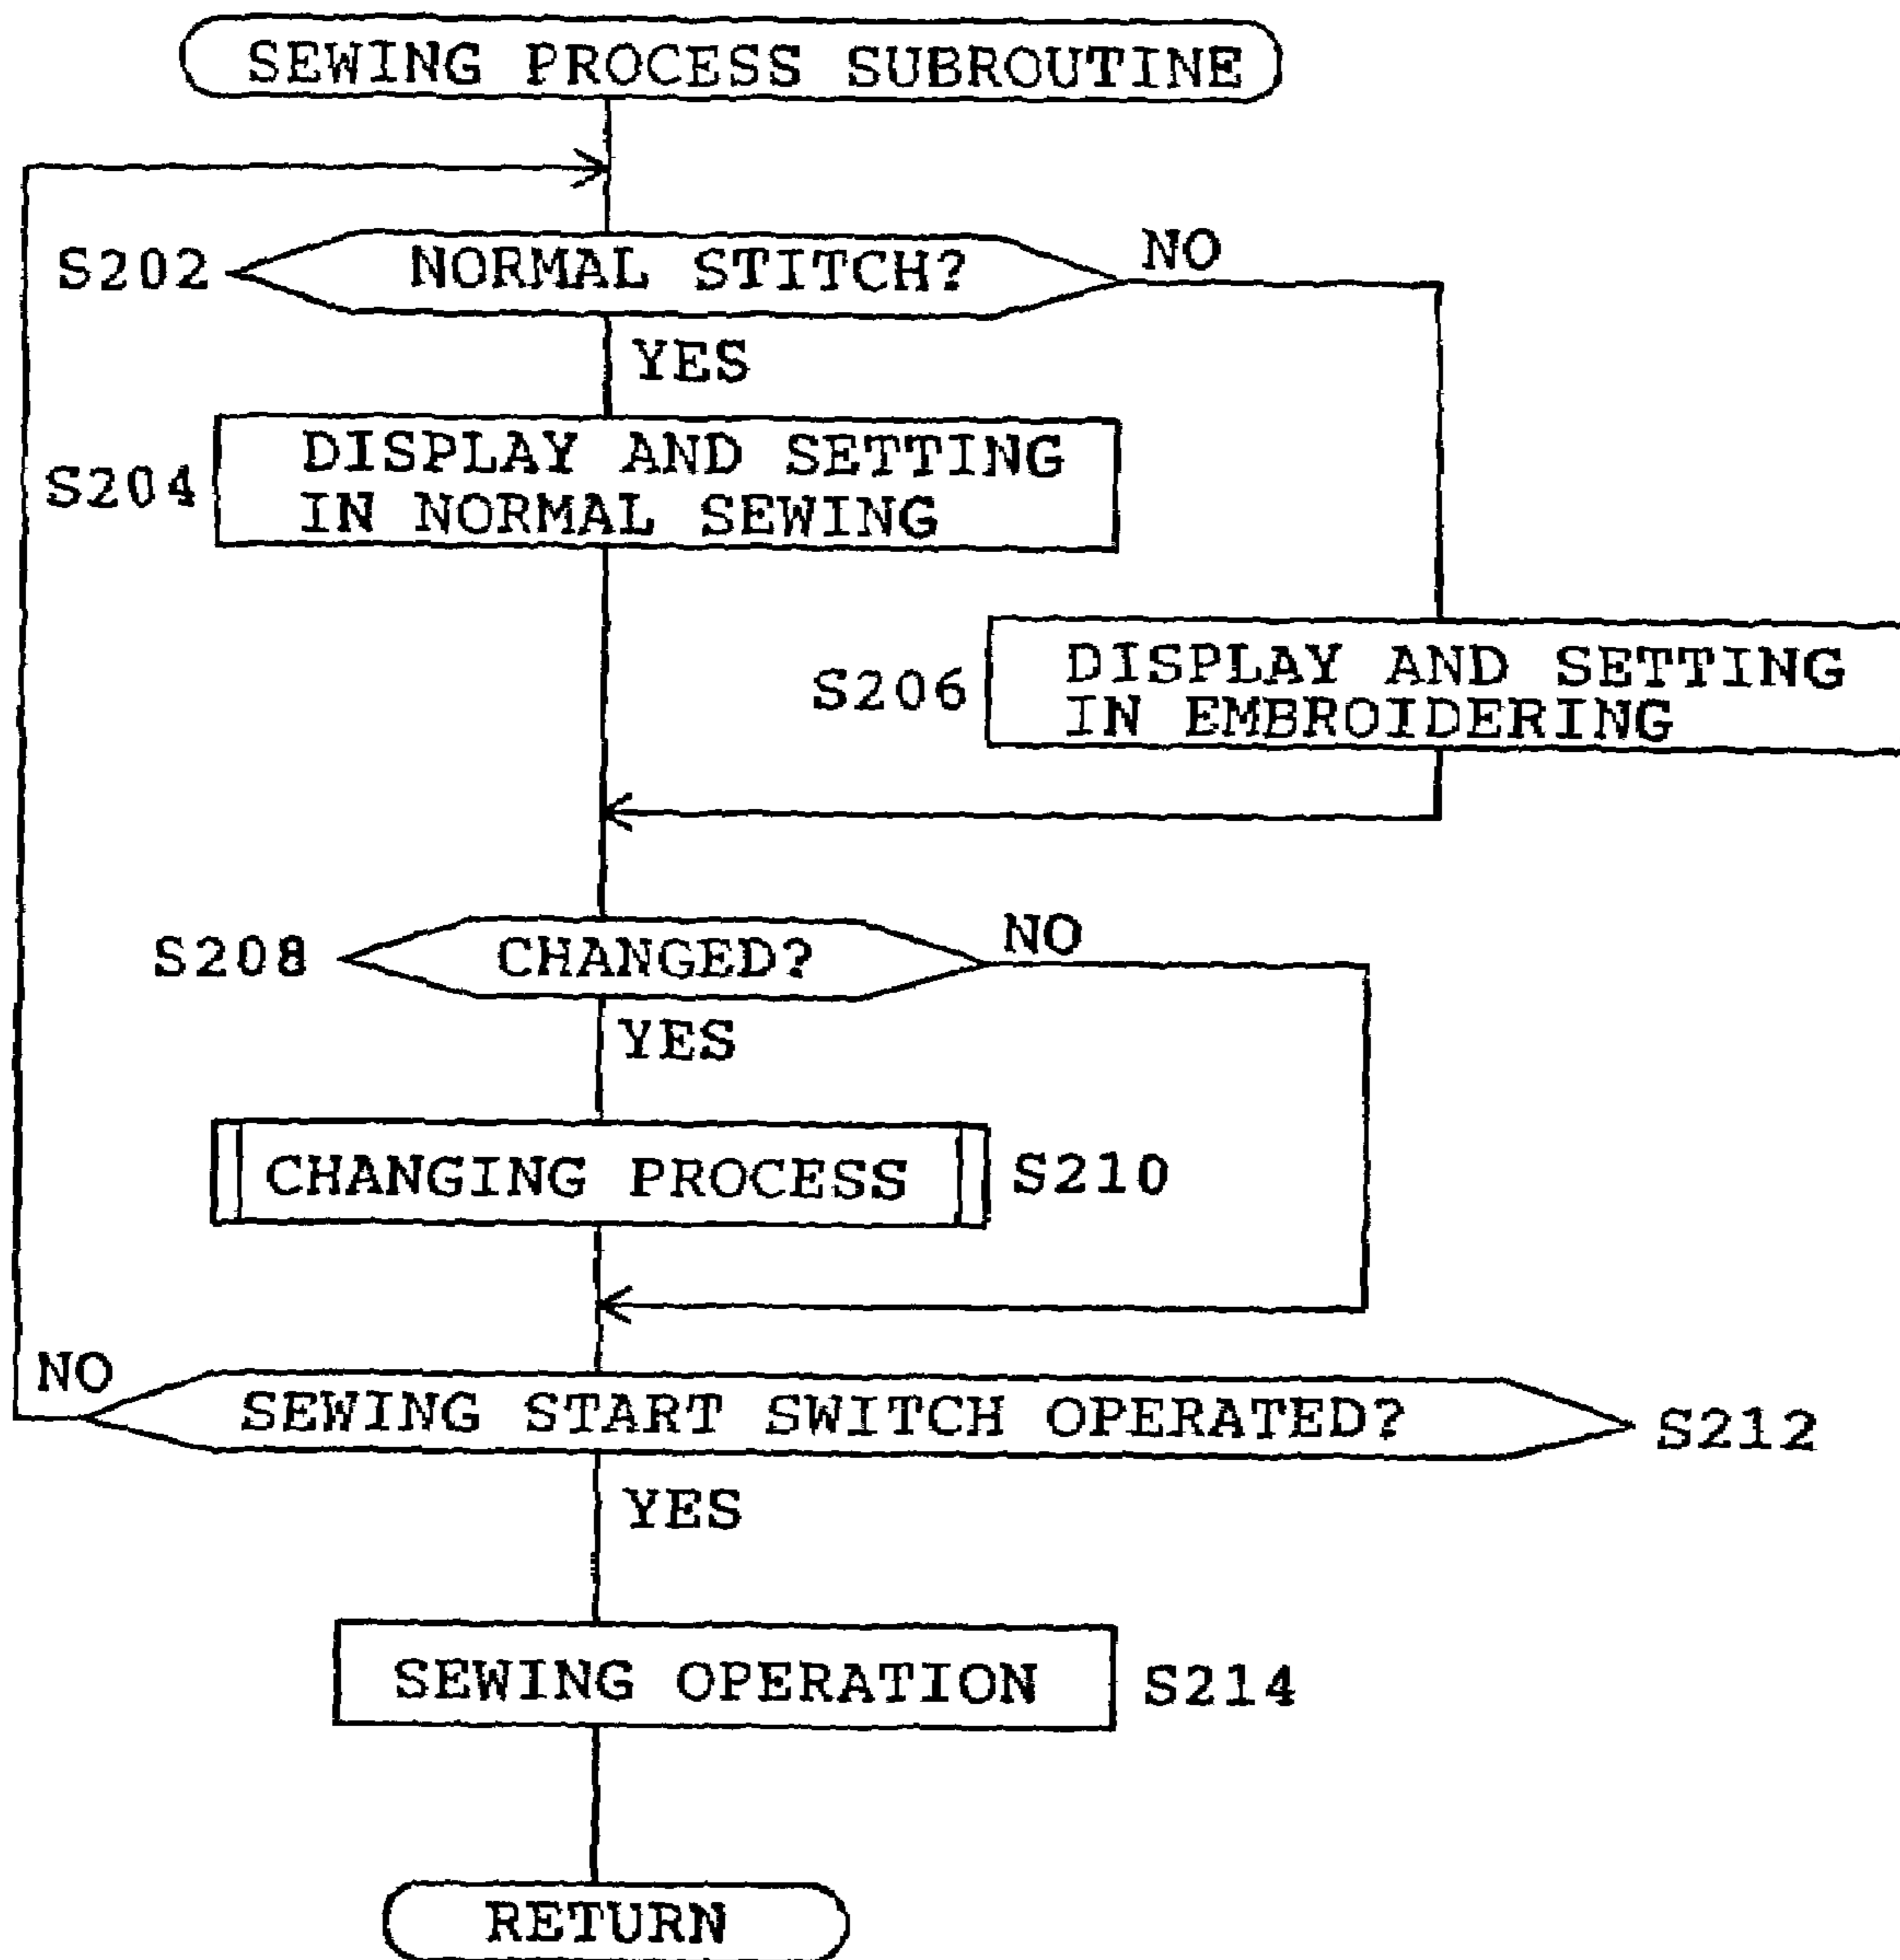 SEWING PROCESS SUBROUTINE
S202
NORMAL STITCH?
NO
YES
S204
DISPLAY AND SETTING
IN NORMAL SEWING
S206
DISPLAY AND SETTING
IN EMBROIDERING
S208
CHANGED?
NO
YES
CHANGING PROCESS
S210
NO
SEWING START SWITCH OPERATED?
S212
YES
SEWING OPERATION
S214
RETURN